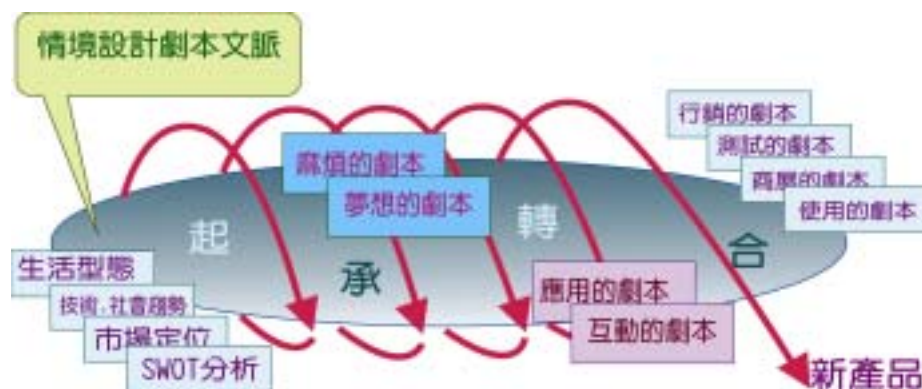 情境設計劇本文脈
起
承
轉
合
生活型態
技術、社會趨勢
市場定位
SWOT分析
麻煩的劇本
夢想的劇本
應用的劇本
互動的劇本
行銷的劇本
測試的劇本
商展的劇本
使用的劇本
新產品